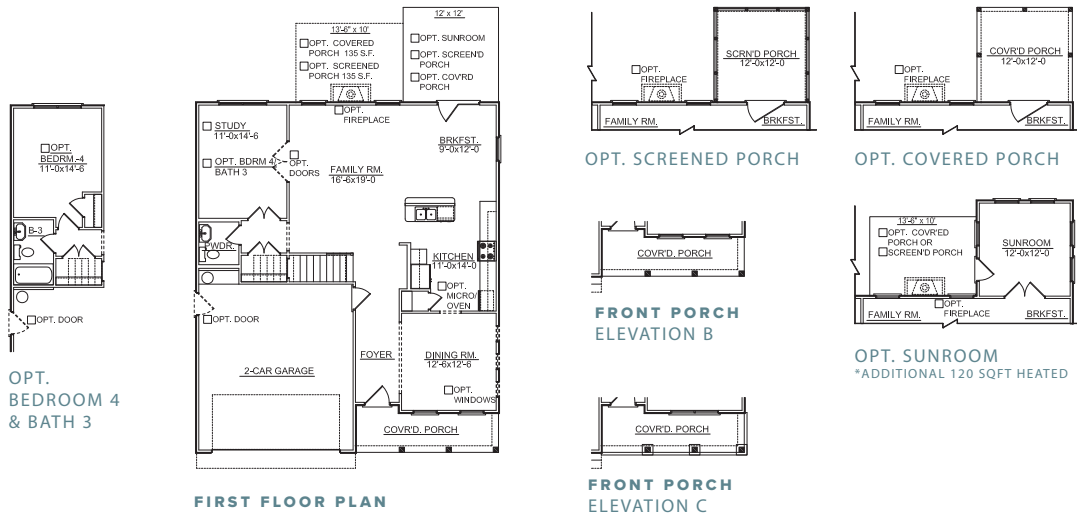 OPT.
BEDRM.-4
11'-0x14'-6
B-3
OPT. DOOR
OPT.
BEDROOM 4
& BATH 3
13'-6" x 10'
OPT. COVERED
PORCH 135 S.F.
OPT. SCREENED
PORCH 135 S.F.
12' x 12'
OPT. SUNROOM
OPT. SCREEN'D
PORCH
OPT. COV'RD
PORCH
STUDY
11'-0x14'-6
OPT. BDRM 4/
BATH 3
OPT.
DOORS
OPT.
FIREPLACE
FAMILY RM.
16'-6x19'-0
BRKFST.
9'-0x12'-0
PWDR.
KITCHEN
11'-0x14'-0
OPT.
MICRO/
OVEN
OPT. DOOR
2-CAR GARAGE
FOYER
DINING RM.
12'-6x12'-6
OPT.
WINDOWS
COVR'D. PORCH
FIRST FLOOR PLAN
OPT.
FIREPLACE
SCRN'D PORCH
12'-0x12'-0
FAMILY RM.
BRKFST.
OPT. SCREENED PORCH
OPT.
FIREPLACE
COVR'D PORCH
12'-0x12'-0
FAMILY RM.
BRKFST.
OPT. COVERED PORCH
COVR'D. PORCH
FRONT PORCH
ELEVATION B
13'-6" x 10'
OPT. COVR'ED
PORCH OR
SCREEN'D PORCH
SUNROOM
12'-0x12'-0
OPT.
FIREPLACE
FAMILY RM.
BRKFST.
OPT. SUNROOM
*ADDITIONAL 120 SQFT HEATED
COVR'D. PORCH
FRONT PORCH
ELEVATION C